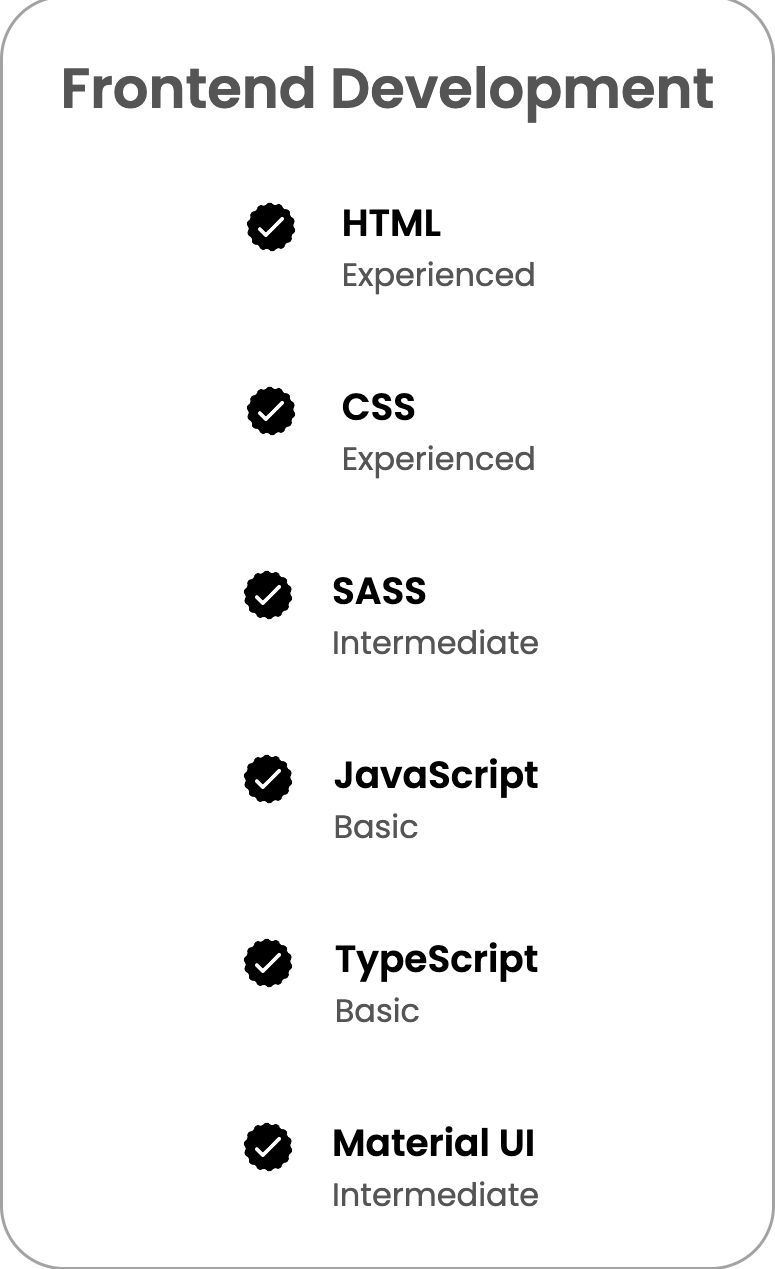 Frontend Development
HTML
Experienced
CSS
Experienced
SASS
Intermediate
JavaScript
Basic
TypeScript
Basic
Material UI
Intermediate